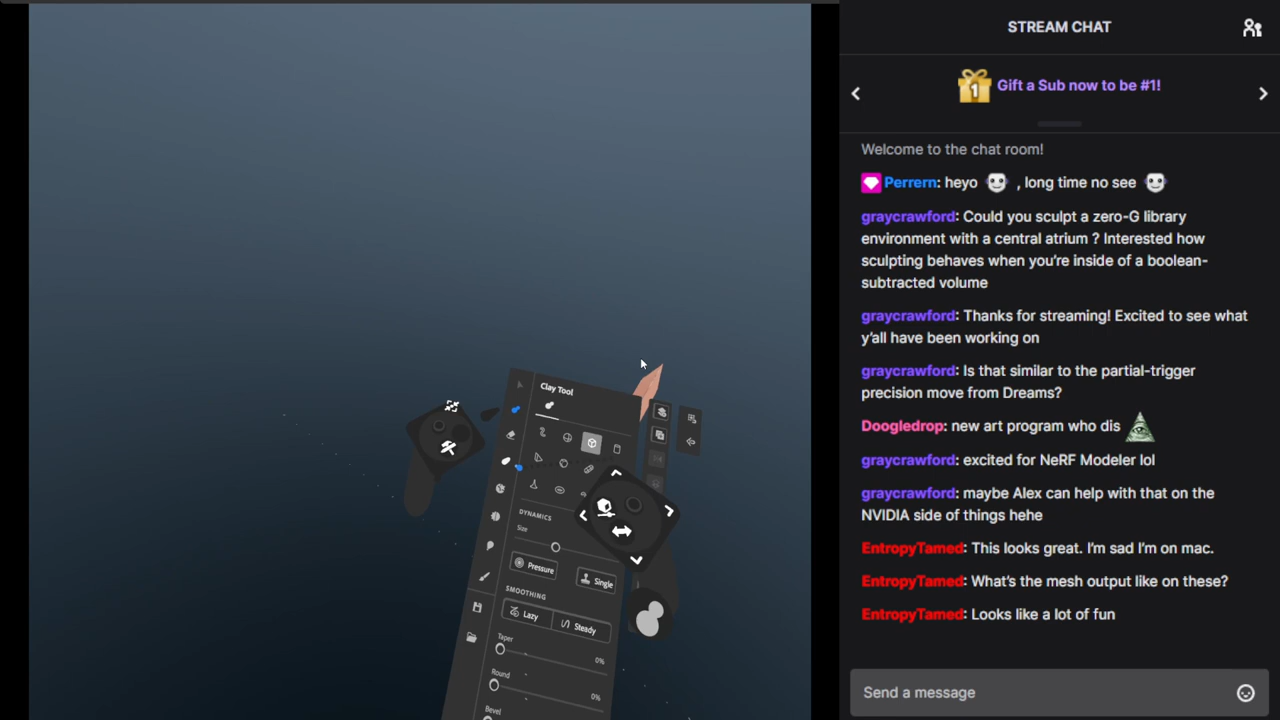 Clay Tool
DYNAMICS
Size
Pressure
Single
SMOOTHING
Lazy
Steady
Taper
0%
Round
0%
Bevel
STREAM CHAT
1
Gift a Sub now to be #1!
Welcome to the chat room!
Perrern: heyo , long time no see
graycrawford: Could you sculpt a zero-G library
environment with a central atrium ? Interested how
sculpting behaves when you're inside of a boolean-
subtracted volume
graycrawford: Thanks for streaming! Excited to see what
y'all have been working on
graycrawford: Is that similar to the partial-trigger
precision move from Dreams?
Doogledrop: new art program who dis
graycrawford: excited for NeRF Modeler lol
graycrawford: maybe Alex can help with that on the
NVIDIA side of things hehe
EntropyTamed: This looks great. I'm sad I'm on mac.
EntropyTamed: What's the mesh output like on these?
EntropyTamed: Looks like a lot of fun
Send a message